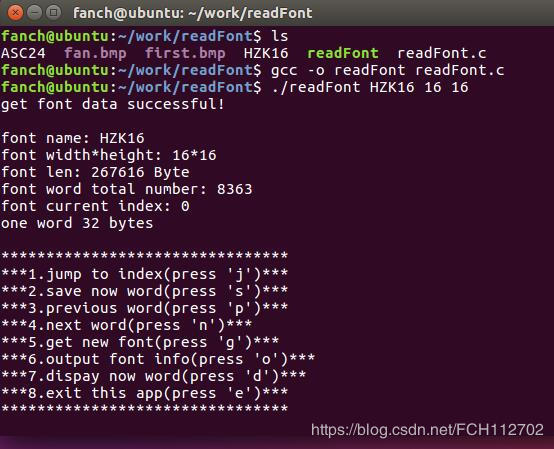 fanch@ubuntu: ~/work/readFont
fanch@ubuntu:~/work/readFont$ ls
ASC24 fan.bmp first.bmp HZK16 readFont readFont.c
fanch@ubuntu:~/work/readFont$ gcc -o readFont readFont.c
fanch@ubuntu:~/work/readFont$ ./readFont HZK16 16 16
get font data successful!
font name: HZK16
font width*height: 16*16
font len: 267616 Byte
font word total number: 8363
font current index: 0
one word 32 bytes
********************************
***1.jump to index(press 'j')***
***2.save now word(press 's')***
***3.previous word(press 'p')***
***4.next word(press 'n')***
***5.get new font(press 'g')***
***6.output font info(press 'o')***
***7.dispay now word(press 'd')***
***8.exit this app(press 'e')***
********************************
https://blog.csdn.net/FCH112702